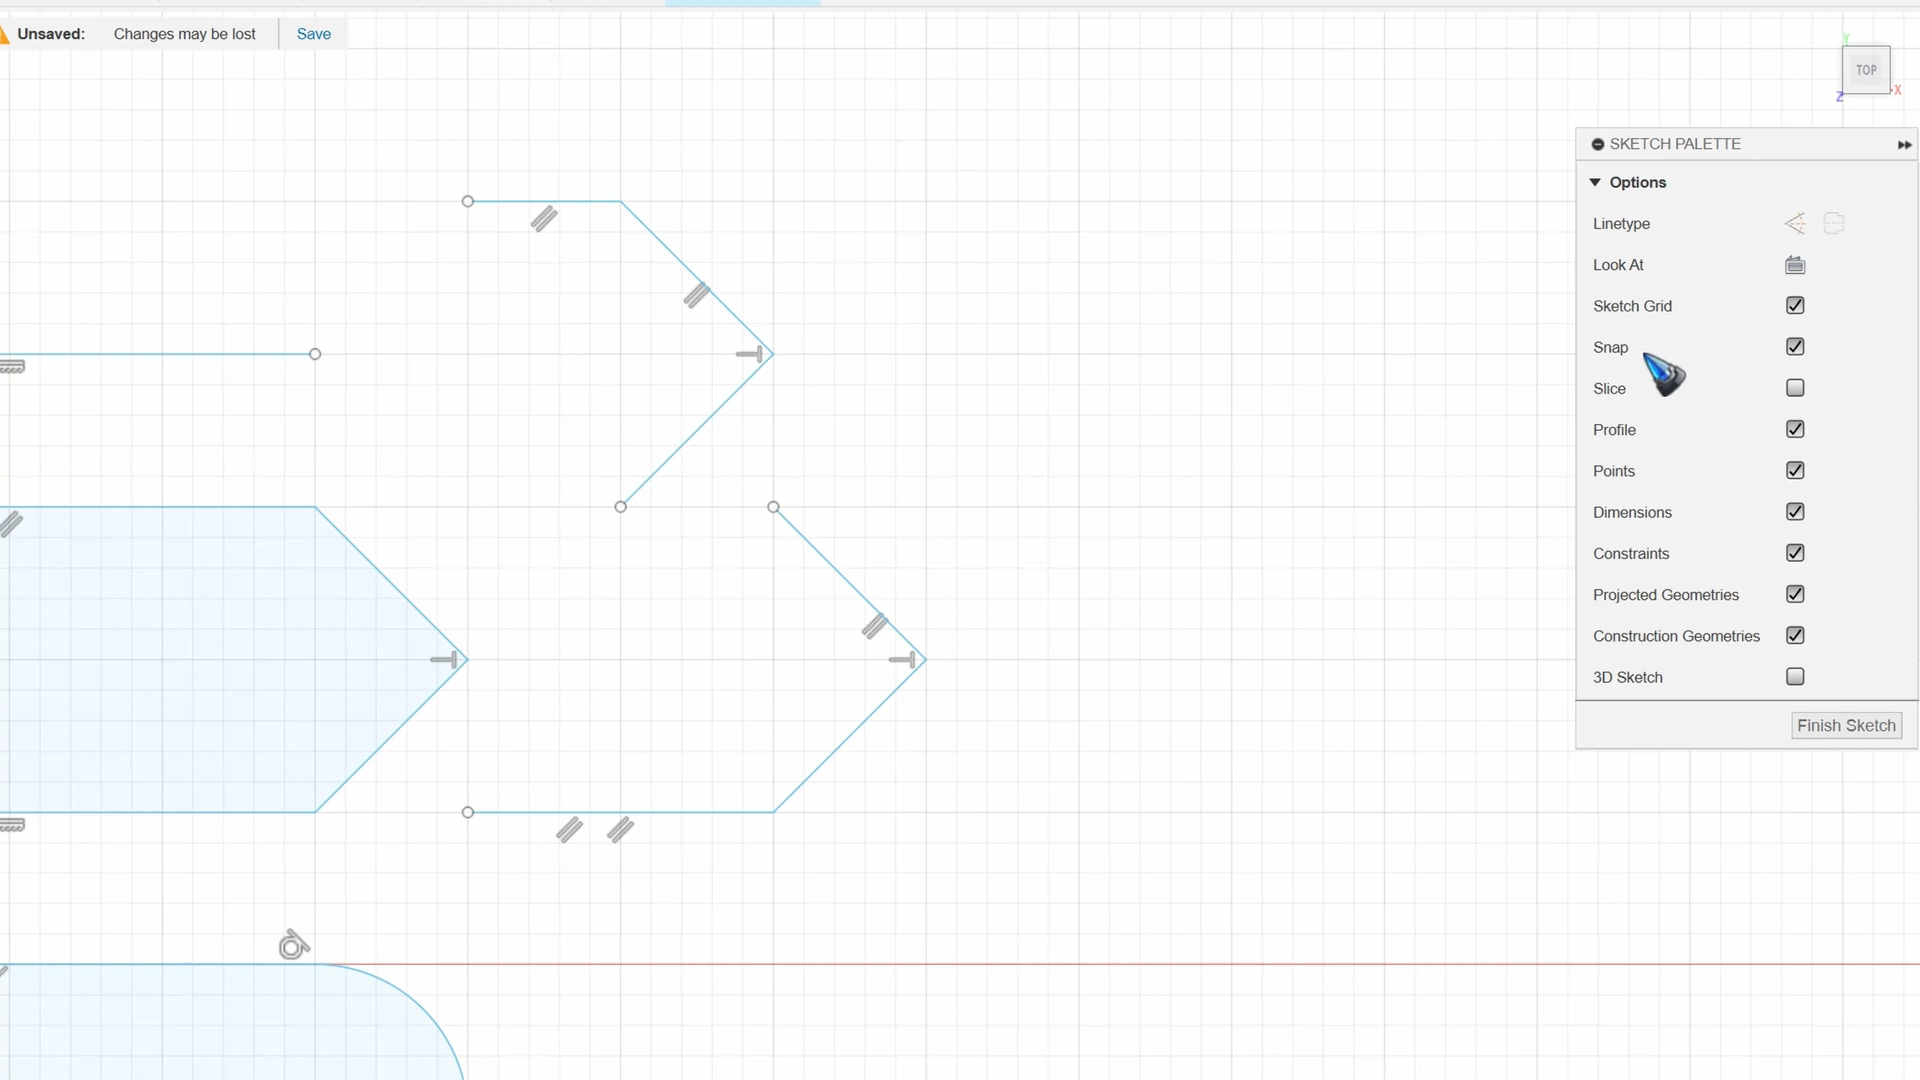 Unsaved: Changes may be lost Save
Y
TOP
X
Z
SKETCH PALETTE
Options
Linetype
Look At
Sketch Grid
Snap
Slice
Profile
Points
Dimensions
Constraints
Projected Geometries
Construction Geometries
3D Sketch
Finish Sketch